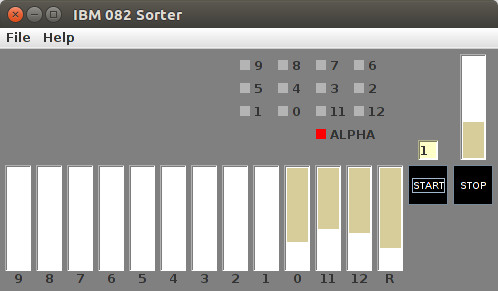 IBM 082 Sorter
File Help
9 8 7 6
5 4 3 2
1 0 11 12
ALPHA
1
START STOP
9 8 7 6 5 4 3 2 1 0 11 12 R